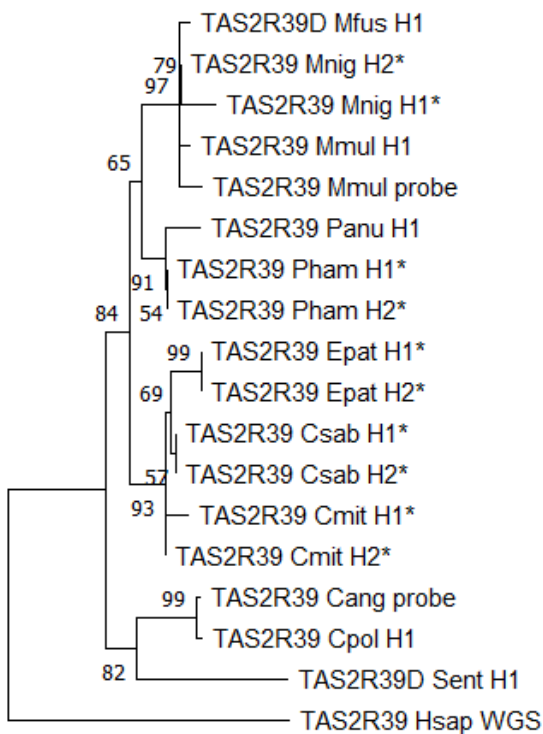 TAS2R39D Mfus H1
79
TAS2R39 Mnig H2*
97
TAS2R39 Mnig H1*
TAS2R39 Mmul H1
65
TAS2R39 Mmul probe
TAS2R39 Panu H1
TAS2R39 Pham H1*
91
84
54
TAS2R39 Pham H2*
99
TAS2R39 Epat H1*
69
TAS2R39 Epat H2*
TAS2R39 Csab H1*
57
TAS2R39 Csab H2*
93
TAS2R39 Cmit H1*
TAS2R39 Cmit H2*
99
TAS2R39 Cang probe
TAS2R39 Cpol H1
82
TAS2R39D Sent H1
TAS2R39 Hsap WGS